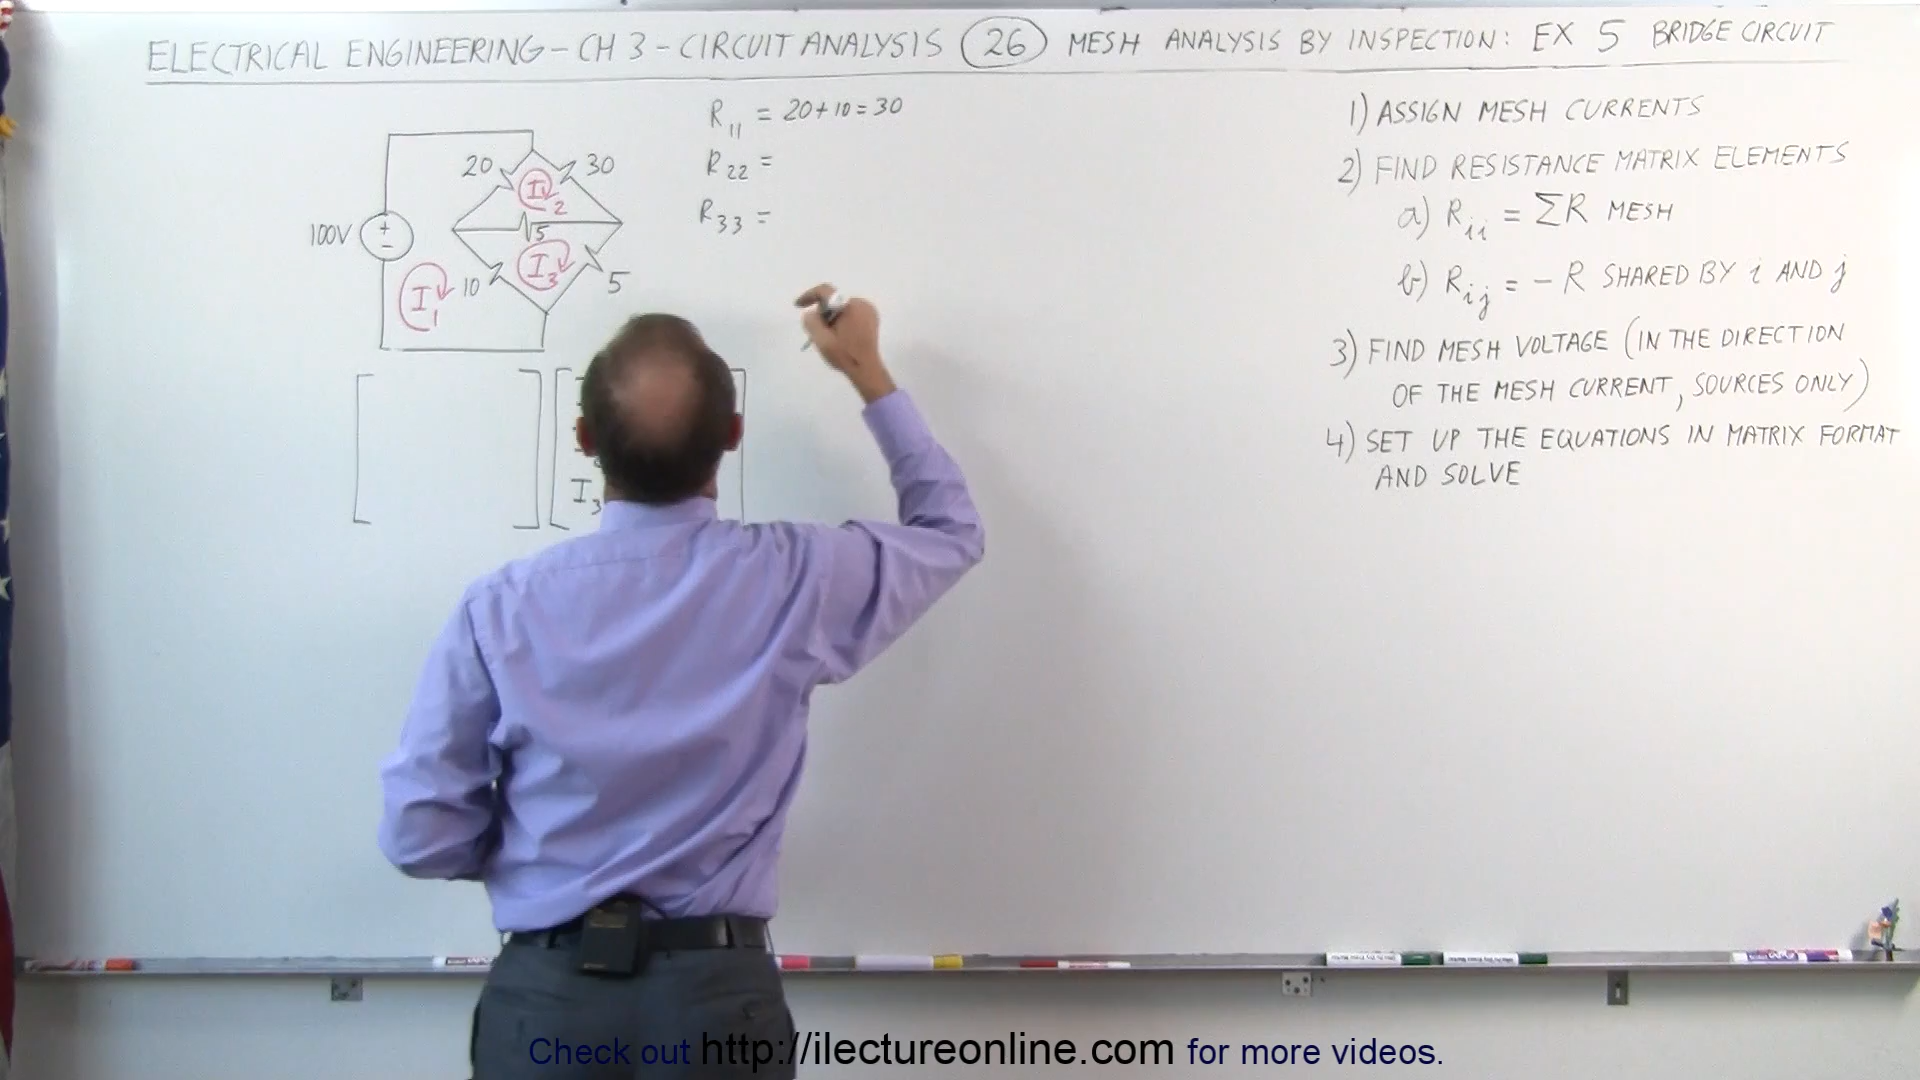 ELECTRICAL ENGINEERING - CH 3 - CIRCUIT ANALYSIS 26 MESH ANALYSIS BY INSPECTION: EX 5 BRIDGE CIRCUIT
R11 = 20+10=30
R22 =
R33 =
20
30
I2
5
100V
+
-
I3
I1
10
5
I3
1) ASSIGN MESH CURRENTS
2) FIND RESISTANCE MATRIX ELEMENTS
a) Rii = ΣR MESH
b) Rij = -R SHARED BY i AND j
3) FIND MESH VOLTAGE (IN THE DIRECTION
OF THE MESH CURRENT, SOURCES ONLY)
4) SET UP THE EQUATIONS IN MATRIX FORMAT
AND SOLVE
Check out http://ilectureonline.com for more videos.